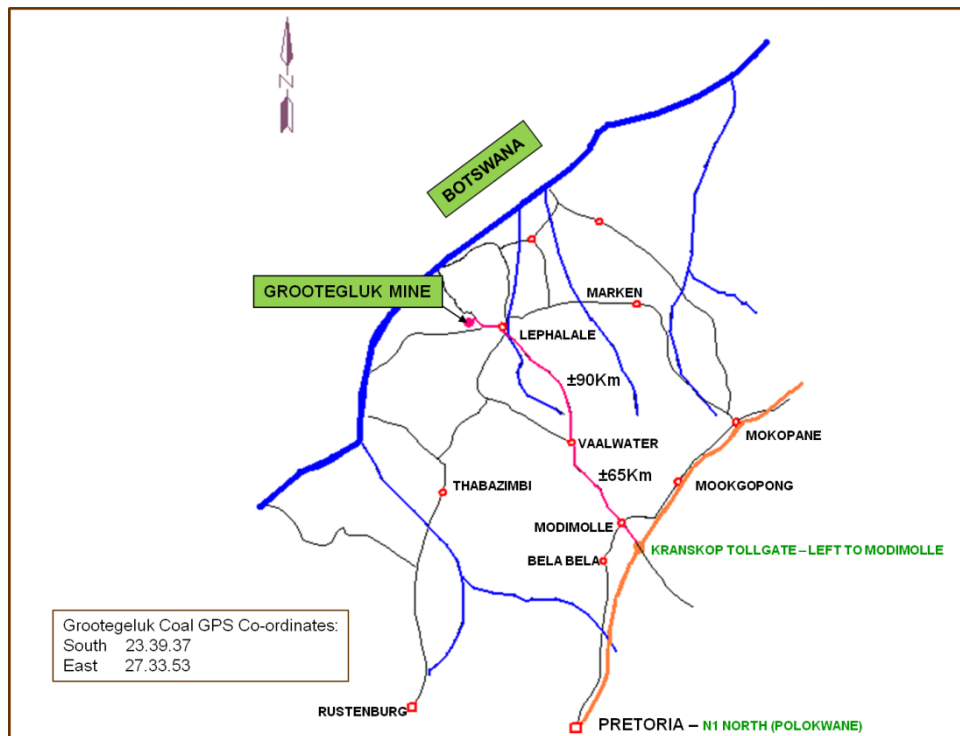 N
BOTSWANA
GROOTEGLUK MINE
MARKEN
LEPHALALE
±90Km
MOKOPANE
VAALWATER
±65Km
THABAZIMBI
MOOKGOPONG
MODIMOLLE
KRANSKOP TOLLGATE – LEFT TO MODIMOLLE
BELA BELA
Grootegeluk Coal GPS Co-ordinates:
South 23.39.37
East 27.33.53
RUSTENBURG
PRETORIA – N1 NORTH (POLOKWANE)